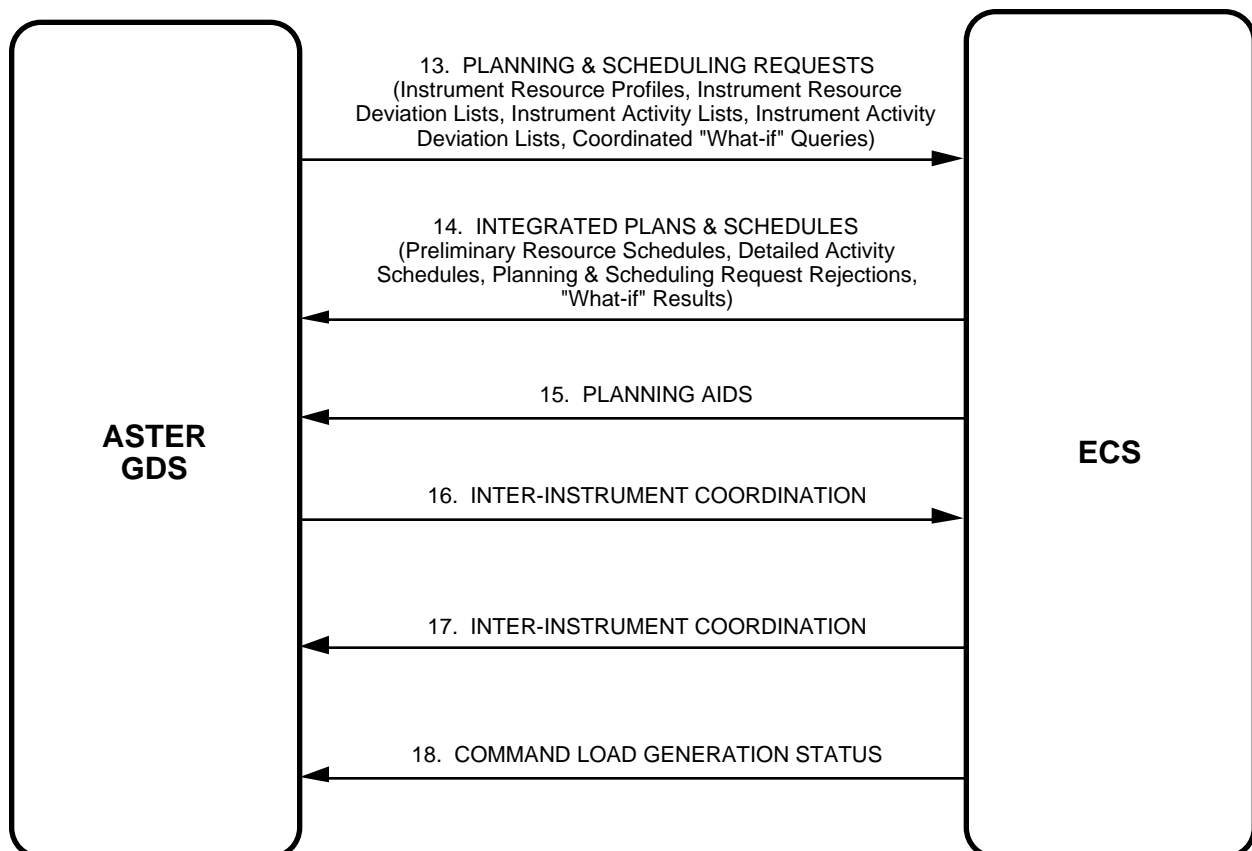 13. PLANNING & SCHEDULING REQUESTS
(Instrument Resource Profiles, Instrument Resource
Deviation Lists, Instrument Activity Lists, Instrument Activity
Deviation Lists, Coordinated "What-if" Queries)
14. INTEGRATED PLANS & SCHEDULES
(Preliminary Resource Schedules, Detailed Activity
Schedules, Planning & Scheduling Request Rejections,
"What-if" Results)
15. PLANNING AIDS
ASTER
GDS
ECS
16. INTER-INSTRUMENT COORDINATION
17. INTER-INSTRUMENT COORDINATION
18. COMMAND LOAD GENERATION STATUS